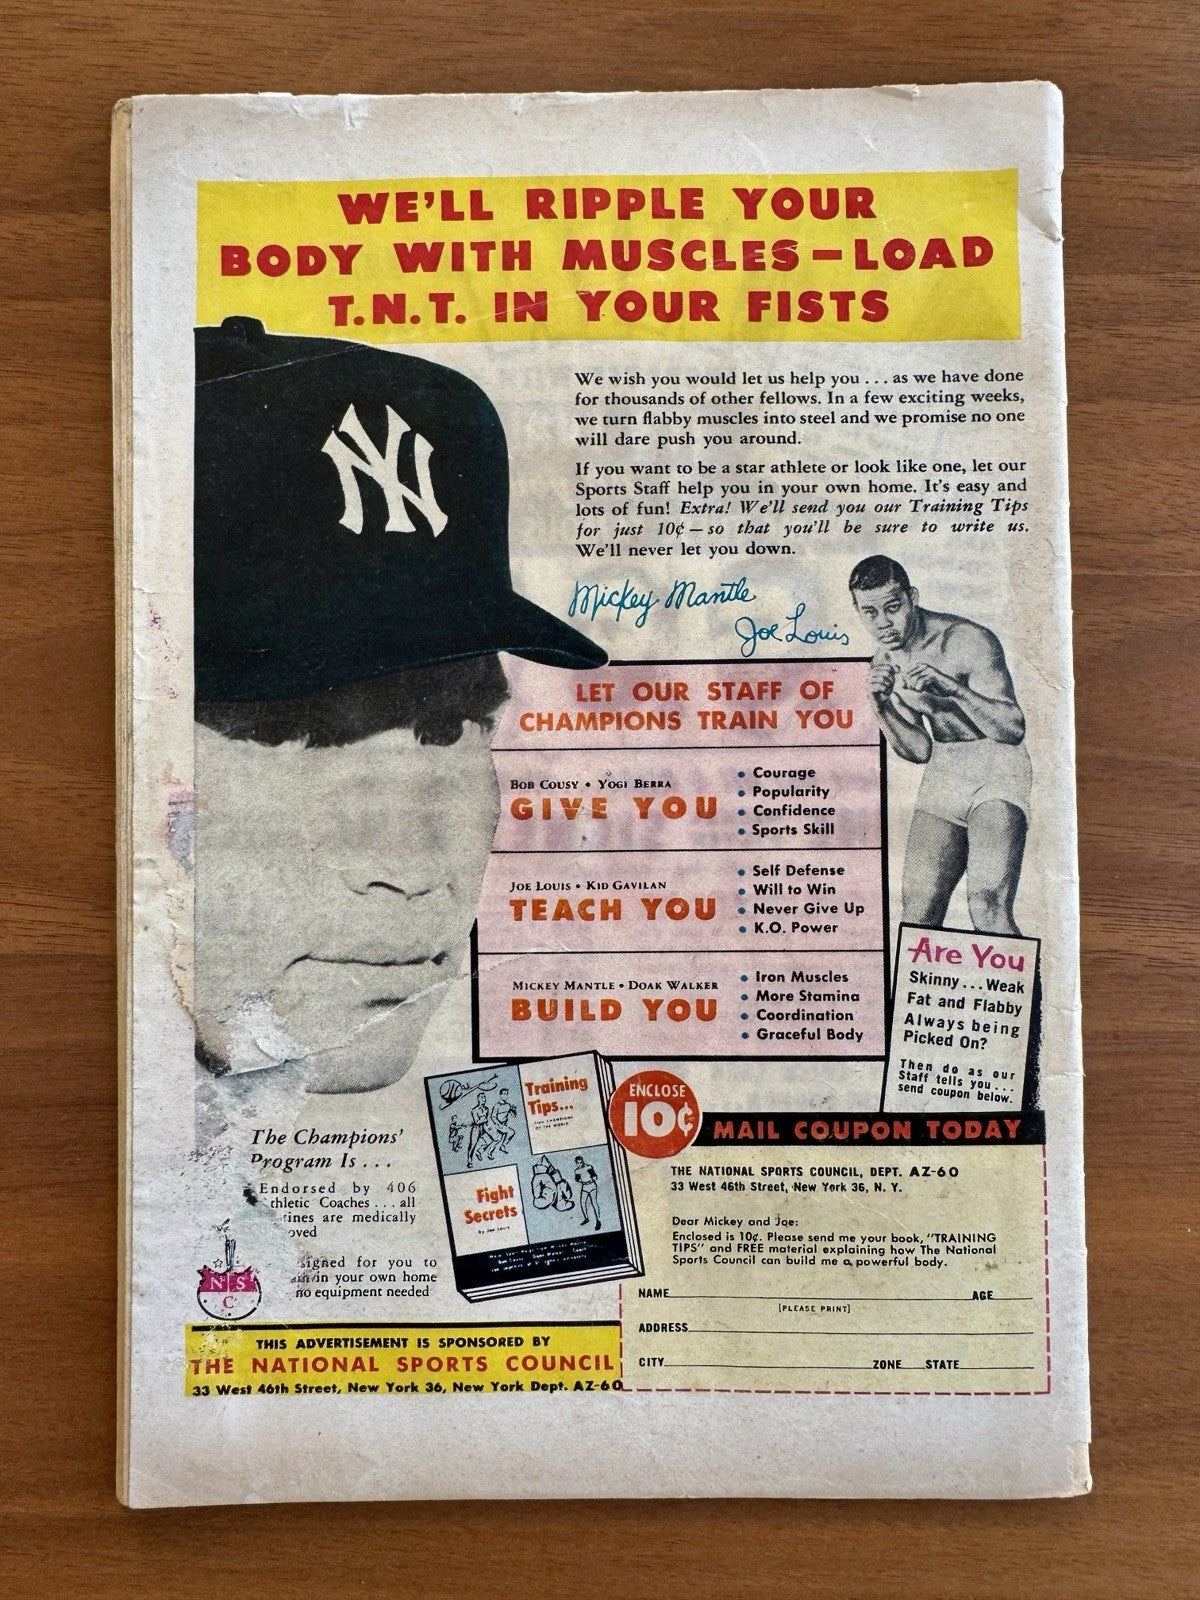 WE'LL RIPPLE YOUR
BODY WITH MUSCLES—LOAD
T.N.T. IN YOUR FISTS
NY
We wish you would let us help you ... as we have done
for thousands of other fellows. In a few exciting weeks,
we turn flabby muscles into steel and we promise no one
will dare push you around.
If you want to be a star athlete or look like one, let our
Sports Staff help you in your own home. It's easy and
lots of fun! Extra! We'll send you our Training Tips
for just 10¢—so that you'll be sure to write us.
We'll never let you down.
Mickey Mantle
Joe Louis
LET OUR STAFF OF
CHAMPIONS TRAIN YOU
BOB COUSY • YOGI BERRA
GIVE YOU
• Courage
• Popularity
• Confidence
• Sports Skill
JOE LOUIS • KID GAVILAN
TEACH YOU
• Self Defense
• Will to Win
• Never Give Up
• K.O. Power
MICKEY MANTLE • DOAK WALKER
BUILD YOU
• Iron Muscles
• More Stamina
• Coordination
• Graceful Body
Are You
Skinny ... Weak
Fat and Flabby
Always being
Picked On?
Then do as our
Staff tells you ...
send coupon below.
The Champions'
Program Is ...
Endorsed by 406
thletic Coaches ... all
tines are medically
oved
signed for you to
in your own home
no equipment needed
NSC
Training
Tips...
FROM CHAMPIONS
OF THE WORLD
Fight
Secrets
by Joe Louis
ENCLOSE
10¢
MAIL COUPON TODAY
THE NATIONAL SPORTS COUNCIL, DEPT. AZ-60
33 West 46th Street, New York 36, N. Y.
Dear Mickey and Joe:
Enclosed is 10¢. Please send me your book, "TRAINING
TIPS" and FREE material explaining how The National
Sports Council can build me a powerful body.
NAME AGE
[PLEASE PRINT]
ADDRESS
CITY ZONE STATE
THIS ADVERTISEMENT IS SPONSORED BY
THE NATIONAL SPORTS COUNCIL
33 West 46th Street, New York 36, New York Dept. AZ-60